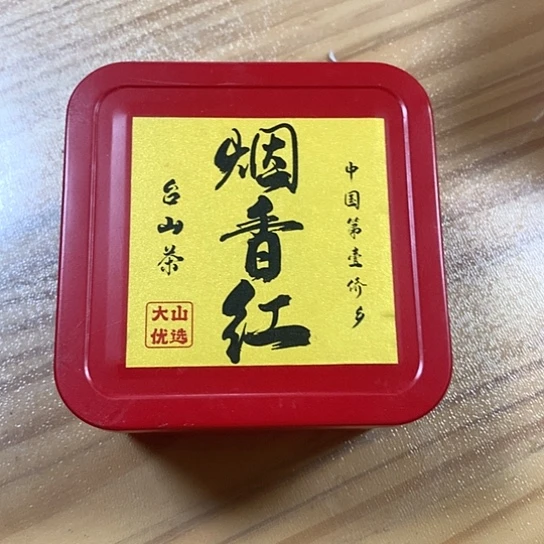 中国第壹侨乡
烟香红
台山茶
大山
优选